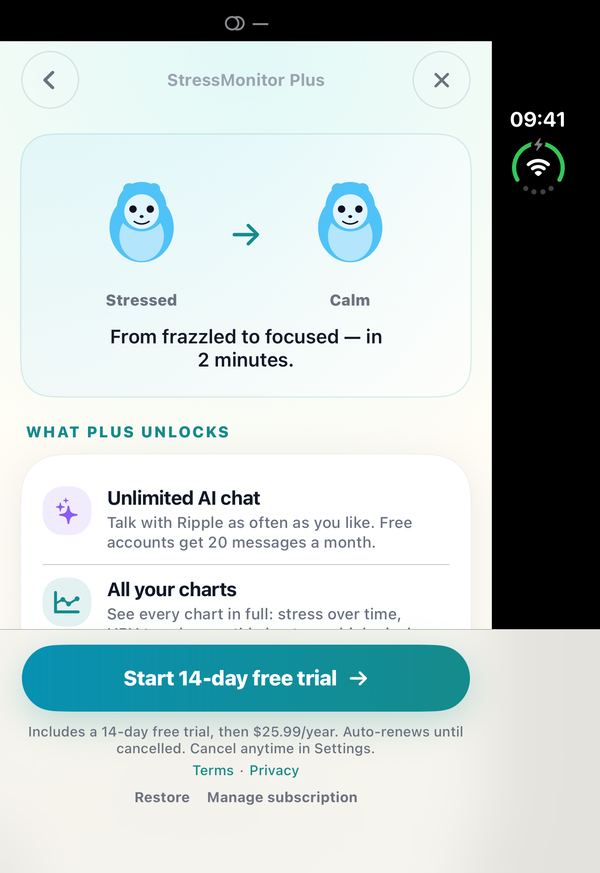 StressMonitor Plus
09:41
Stressed
Calm
From frazzled to focused — in
2 minutes.
WHAT PLUS UNLOCKS
Unlimited AI chat
Talk with Ripple as often as you like. Free
accounts get 20 messages a month.
All your charts
See every chart in full: stress over time,
Start 14-day free trial
Includes a 14-day free trial, then $25.99/year. Auto-renews until
cancelled. Cancel anytime in Settings.
Terms · Privacy
Restore Manage subscription